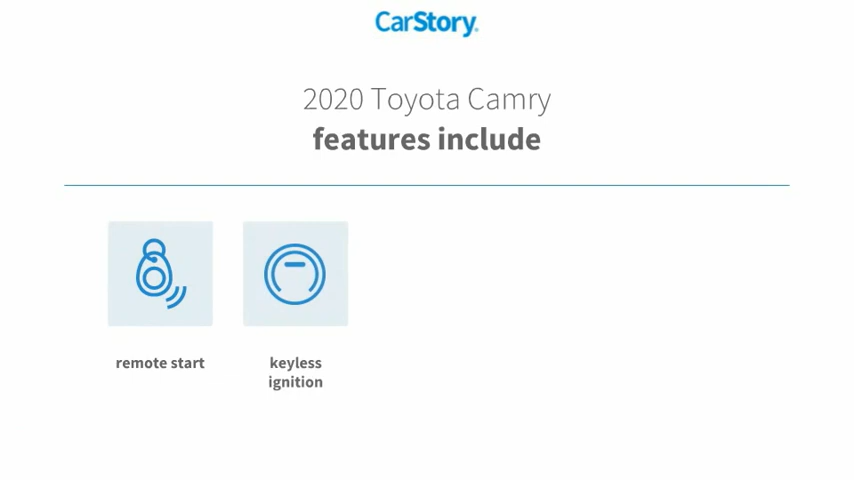 CarStory
2020 Toyota Camry
features include
remote start
keyless
ignition